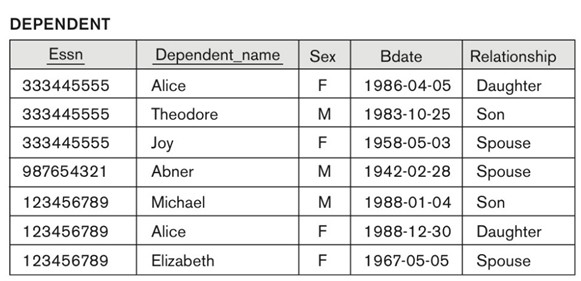 DEPENDENT
Essn Dependent_name Sex Bdate Relationship
333445555 Alice F 1986-04-05 Daughter
333445555 Theodore M 1983-10-25 Son
333445555 Joy F 1958-05-03 Spouse
987654321 Abner M 1942-02-28 Spouse
123456789 Michael M 1988-01-04 Son
123456789 Alice F 1988-12-30 Daughter
123456789 Elizabeth F 1967-05-05 Spouse